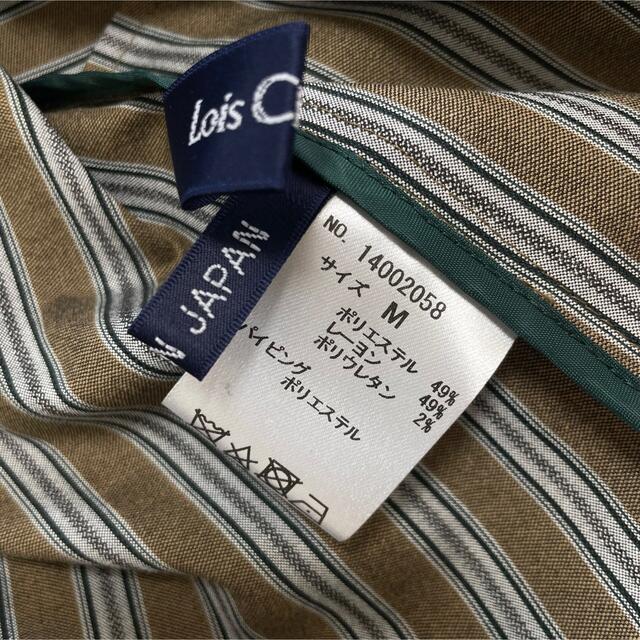 Lois
JAPAN
NO. 14002058
サイズ M
ポリエステル 49%
レーヨン 49%
ポリウレタン 2%
パイピング
ポリエステル